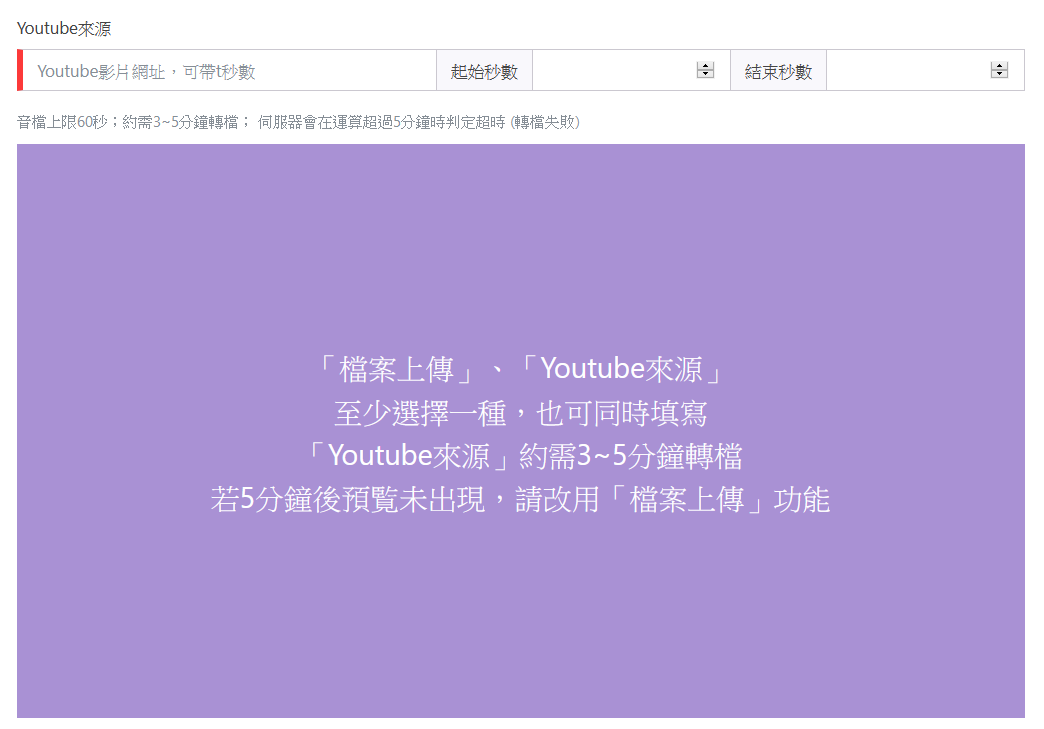 Youtube來源
Youtube影片網址，可帶t秒數 起始秒數 結束秒數
音檔上限60秒；約需3~5分鐘轉檔； 伺服器會在運算超過5分鐘時判定超時 (轉檔失敗)
「檔案上傳」、「Youtube來源」
至少選擇一種，也可同時填寫
「Youtube來源」約需3~5分鐘轉檔
若5分鐘後預覧未出現，請改用「檔案上傳」功能